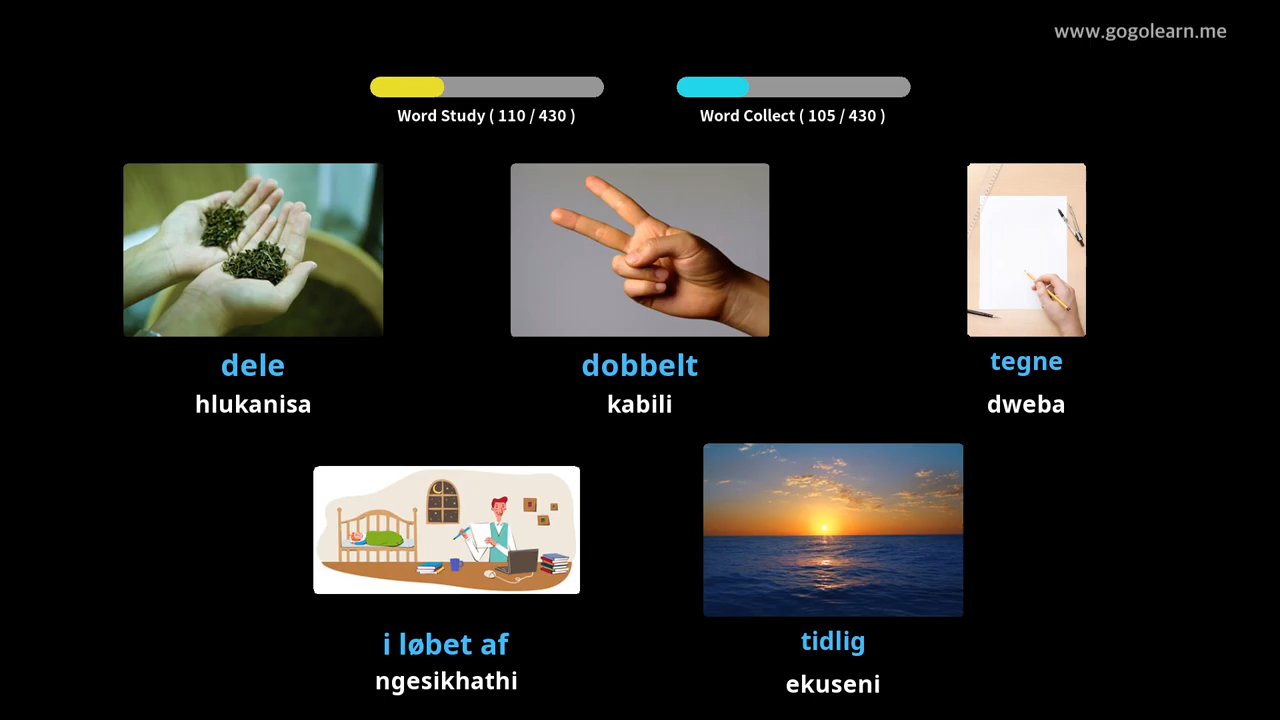 www.gogolearn.me
Word Study ( 110 / 430 )
Word Collect ( 105 / 430 )
dele
hlukanisa
dobbelt
kabili
tegne
dweba
i løbet af
ngesikhathi
tidlig
ekuseni